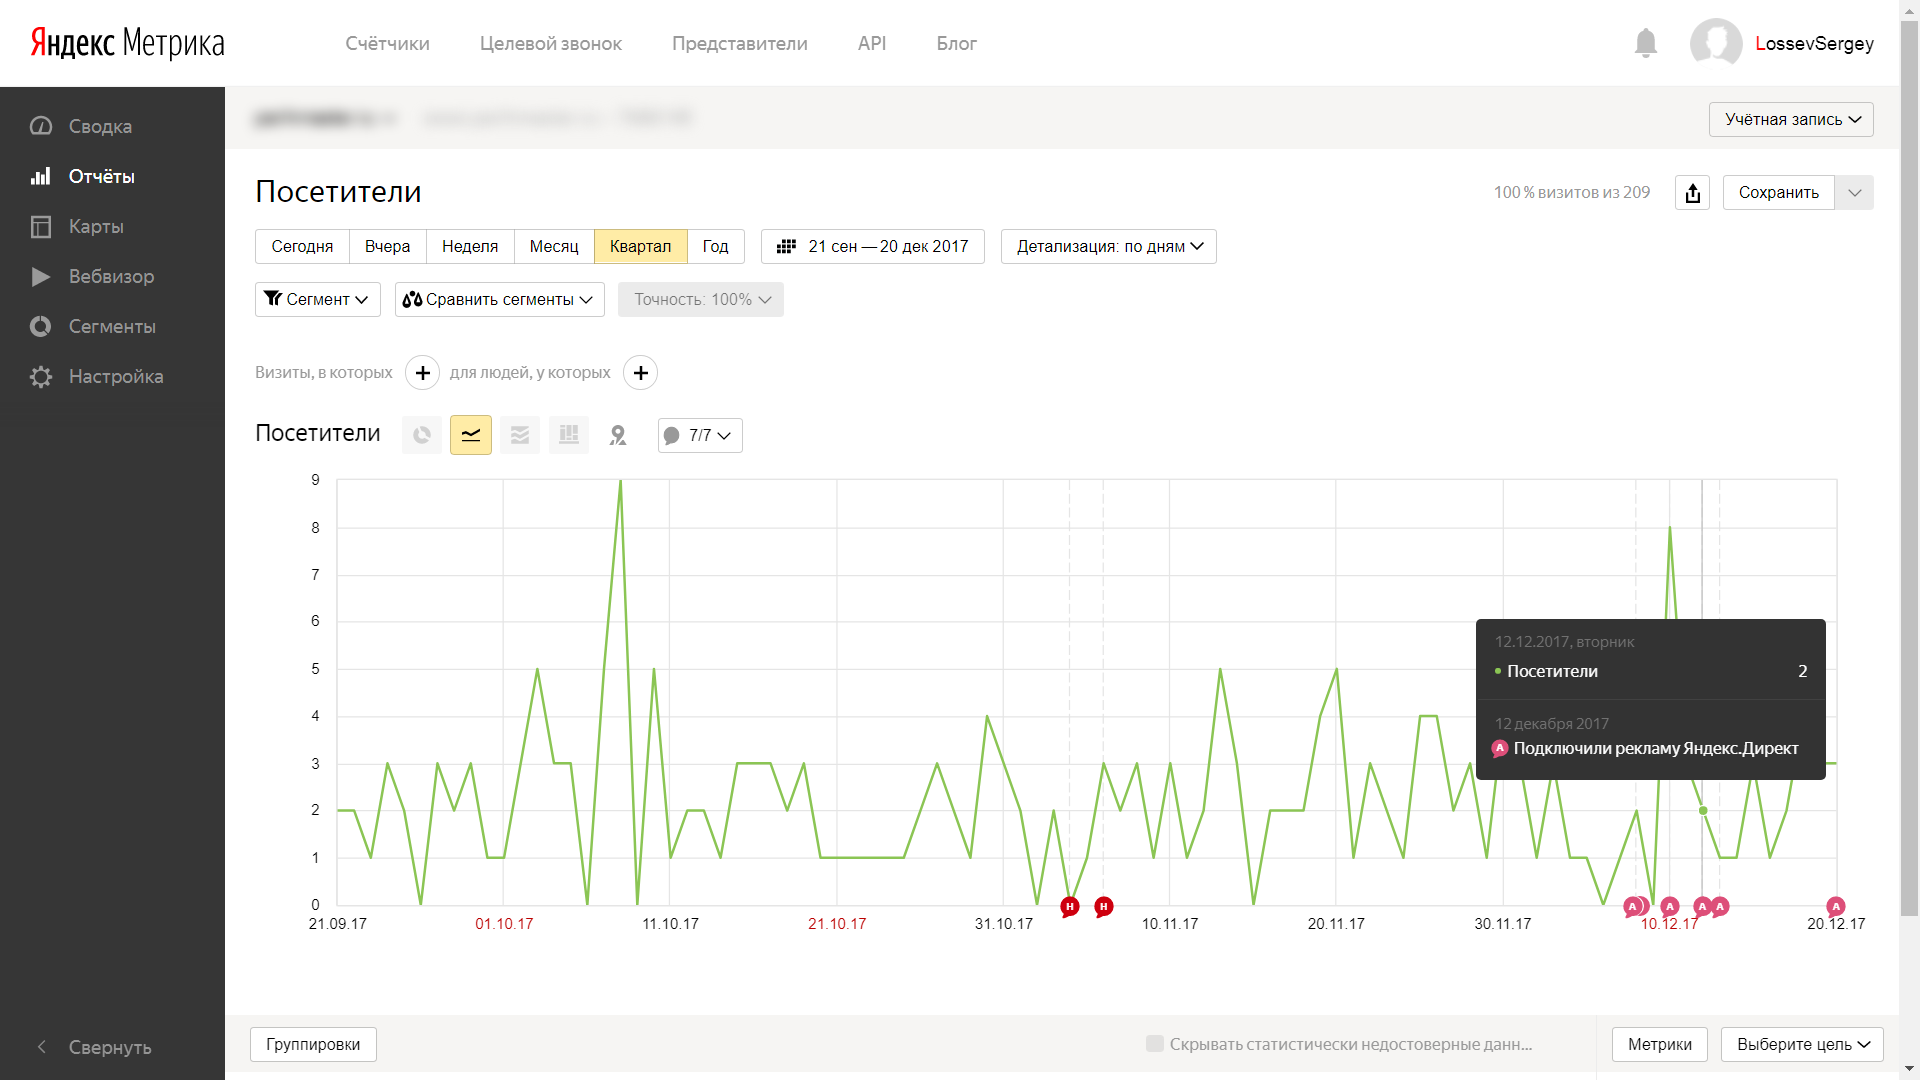 Яндекс Метрика
Счётчики Целевой звонок Представители API Блог
LossevSergey
Сводка
Отчёты
Карты
Вебвизор
Сегменты
Настройка
Свернуть
Учётная запись
Посетители
100 % визитов из 209
Сохранить
Сегодня Вчера Неделя Месяц Квартал Год
21 сен — 20 дек 2017
Детализация: по дням
Сегмент
Сравнить сегменты
Точность: 100%
Визиты, в которых + для людей, у которых +
Посетители
7/7
9
8
7
6
5
4
3
2
1
0
12.12.2017, вторник
Посетители 2
12 декабря 2017
А Подключили рекламу Яндекс.Директ
Н Н А А А А А
21.09.17 01.10.17 11.10.17 21.10.17 31.10.17 10.11.17 20.11.17 30.11.17 10.12.17 20.12.17
Группировки
Скрывать статистически недостоверные данн...
Метрики
Выберите цель